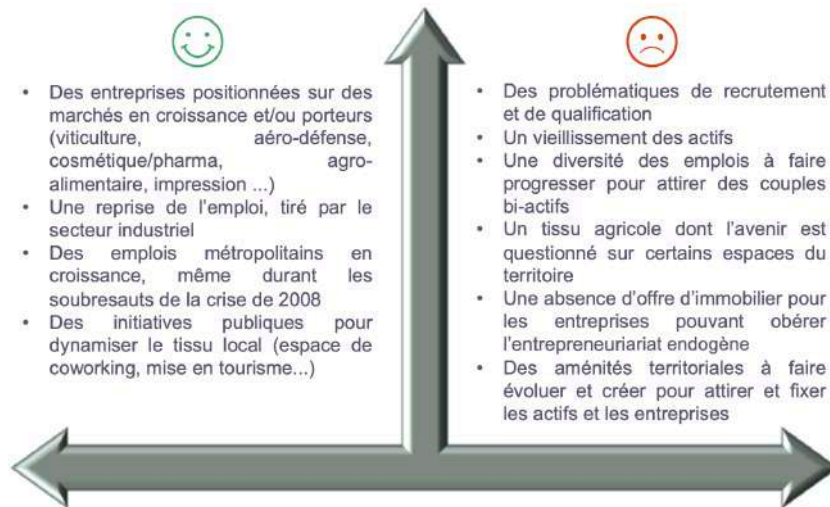 • Des entreprises positionnées sur des
marchés en croissance et/ou porteurs
(viticulture, aéro-défense,
cosmétique/pharma, agro-
alimentaire, impression ...)
• Une reprise de l'emploi, tiré par le
secteur industriel
• Des emplois métropolitains en
croissance, même durant les
soubresauts de la crise de 2008
• Des initiatives publiques pour
dynamiser le tissu local (espace de
coworking, mise en tourisme...)
• Des problématiques de recrutement
et de qualification
• Un vieillissement des actifs
• Une diversité des emplois à faire
progresser pour attirer des couples
bi-actifs
• Un tissu agricole dont l'avenir est
questionné sur certains espaces du
territoire
• Une absence d'offre d'immobilier pour
les entreprises pouvant obérer
l'entrepreneuriat endogène
• Des aménités territoriales à faire
évoluer et créer pour attirer et fixer
les actifs et les entreprises